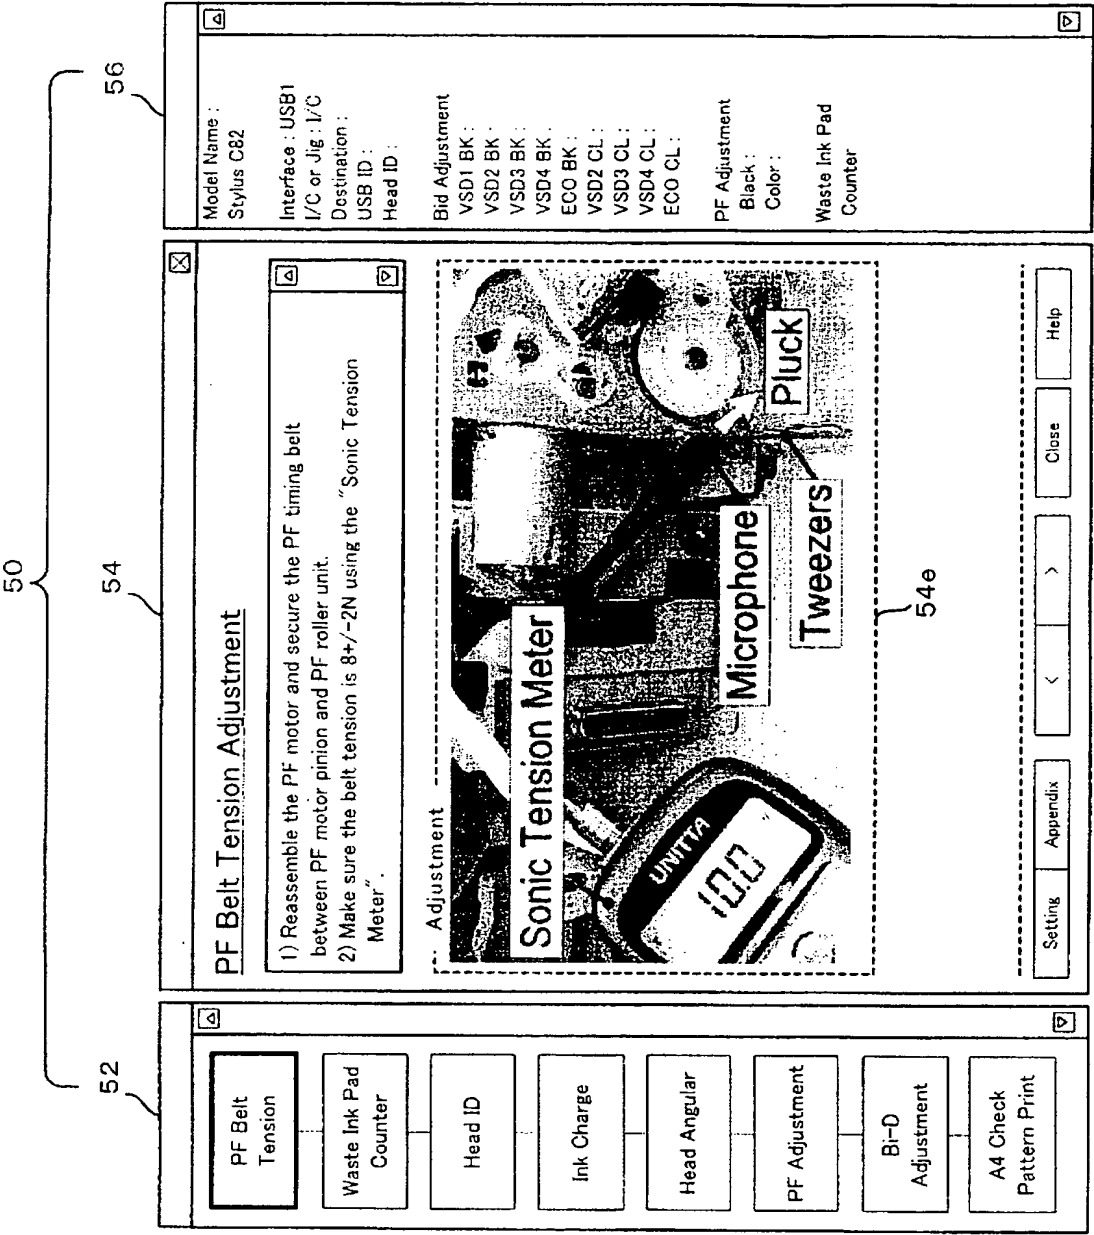 50
52
54
56
PF Belt
Tension
Waste Ink Pad
Counter
Head ID
Ink Charge
Head Angular
PF Adjustment
Bi-D
Adjustment
A4 Check
Pattern Print
PF Belt Tension Adjustment
1) Reassemble the PF motor and secure the PF timing belt
between PF motor pinion and PF roller unit.
2) Make sure the belt tension is 8+/-2N using the "Sonic Tension
Meter".
Adjustment
Sonic Tension Meter
UNITTA
10.0
Microphone
Tweezers
Pluck
54e
Setting
Appendix
<
>
Close
Help
Model Name :
Stylus C82
Interface : USB1
I/C or Jig : I/C
Destination :
USB ID :
Head ID :
Bid Adjustment
VSD1 BK :
VSD2 BK :
VSD3 BK :
VSD4 BK :
ECO BK :
VSD2 CL :
VSD3 CL :
VSD4 CL :
ECO CL :
PF Adjustment
Black :
Color :
Waste Ink Pad
Counter